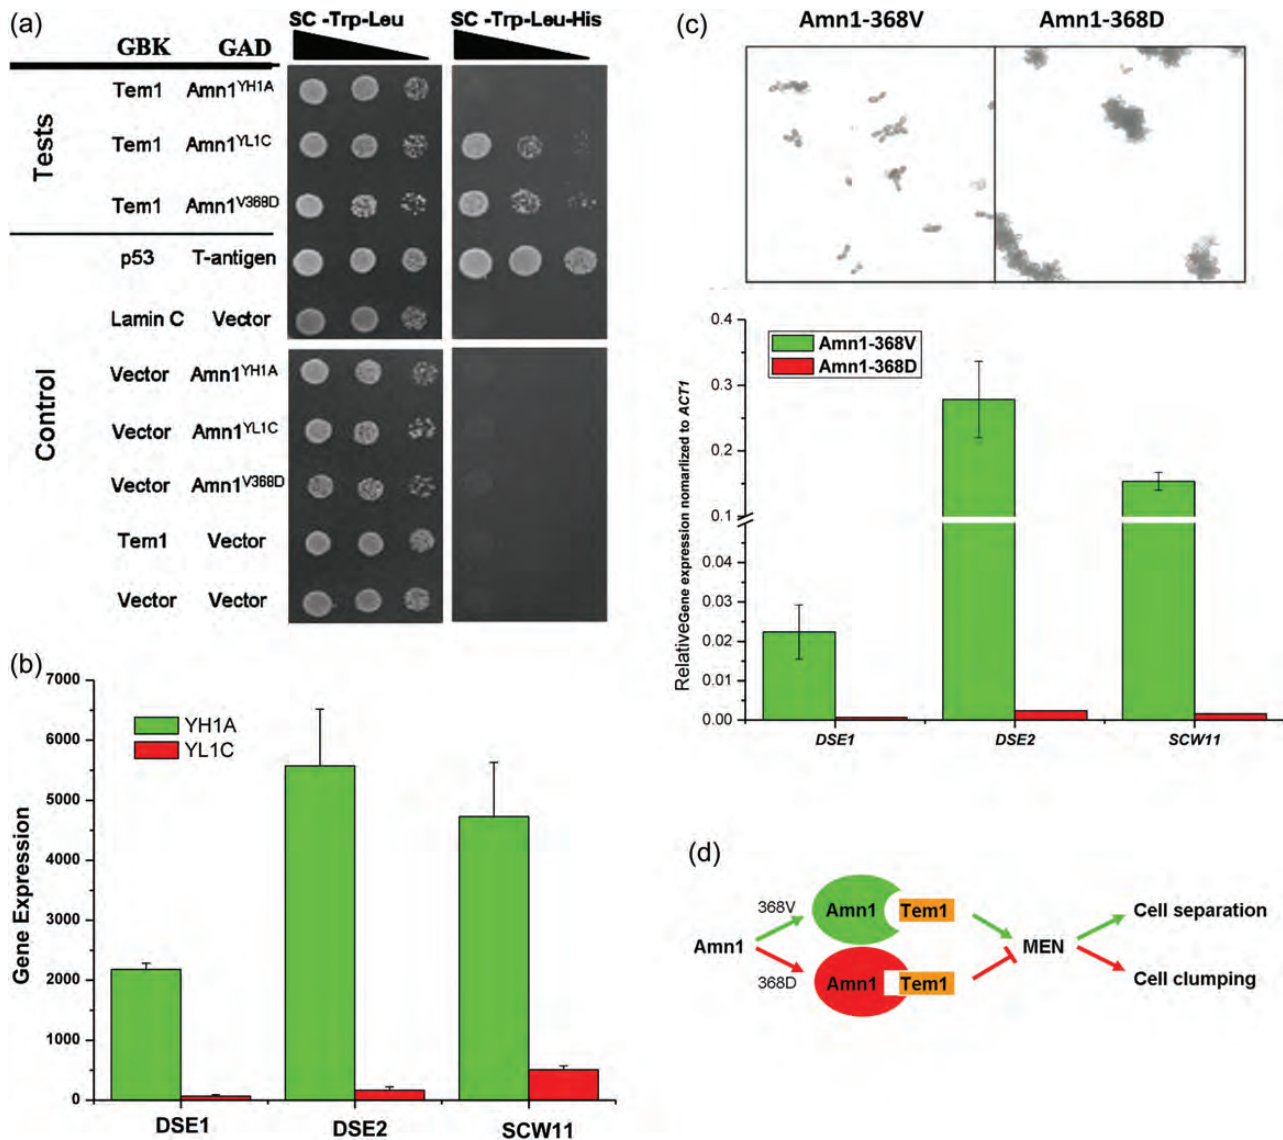 (a)
SC -Trp-Leu SC -Trp-Leu-His
GBK GAD
Tests
Tem1 Amn1YH1A
Tem1 Amn1YL1C
Tem1 Amn1V368D
Control
p53 T-antigen
Lamin C Vector
Vector Amn1YH1A
Vector Amn1YL1C
Vector Amn1V368D
Tem1 Vector
Vector Vector
(b)
Gene Expression
7000
6000
5000
4000
3000
2000
1000
0
YH1A
YL1C
DSE1 DSE2 SCW11
(c)
Amn1-368V Amn1-368D
RelativeGene expression nomarlized to ACT1
0.4
0.3
0.2
0.1
0.04
0.03
0.02
0.01
0.00
Amn1-368V
Amn1-368D
DSE1 DSE2 SCW11
(d)
368V Amn1 Tem1 Cell separation
Amn1 MEN
368D Amn1 Tem1 Cell clumping